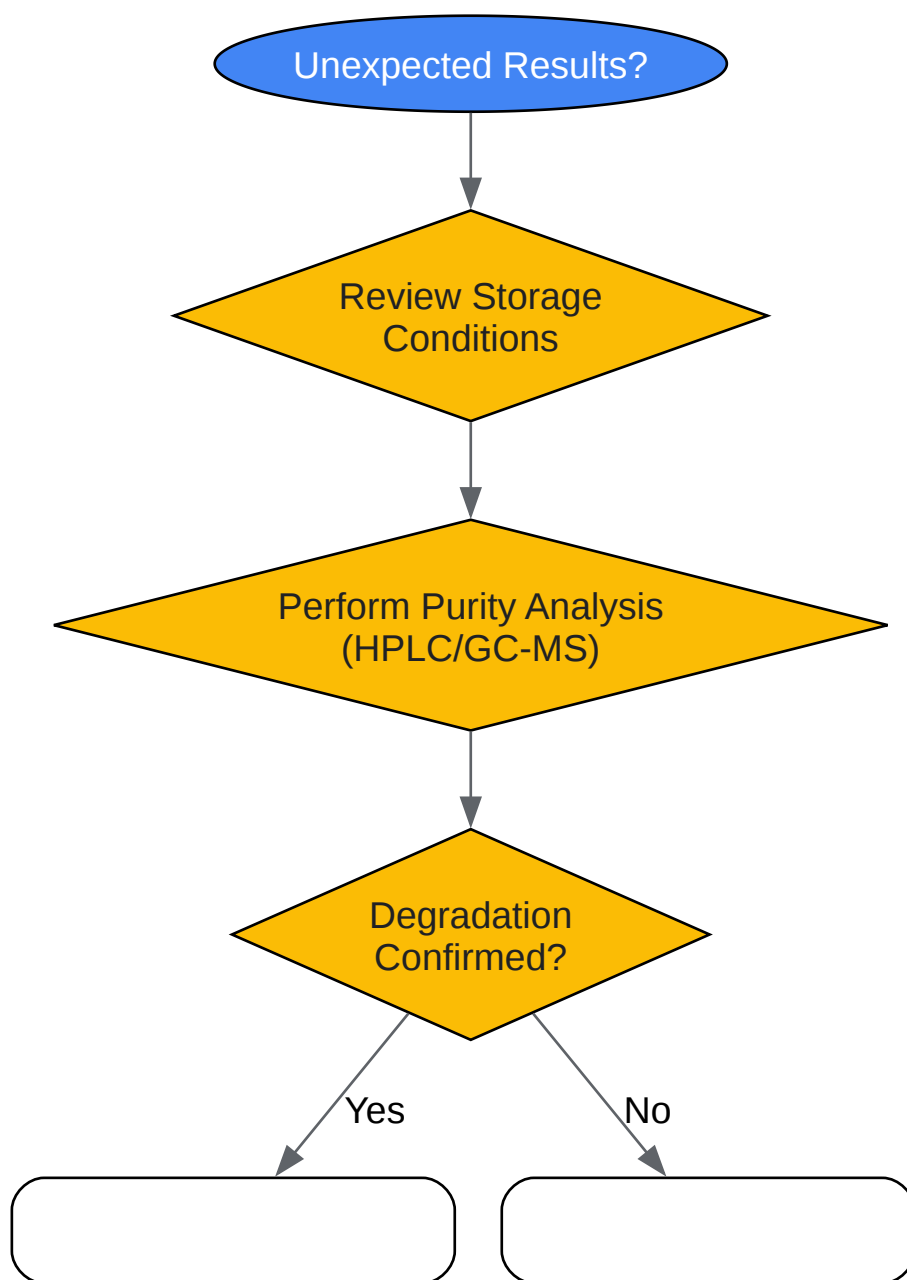 Unexpected Results?
Review Storage
Conditions
Perform Purity Analysis
(HPLC/GC-MS)
Degradation
Confirmed?
Yes
No